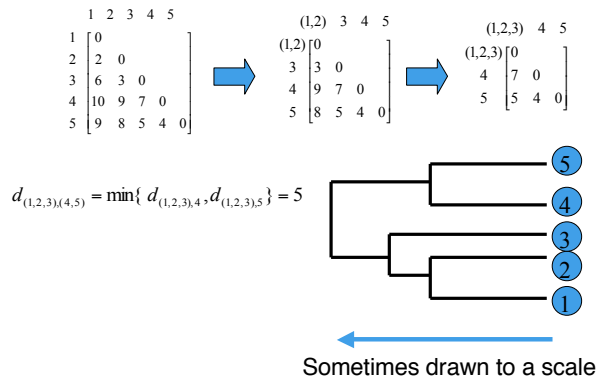 1 2 3 4 5
1 0
2 2 0
3 6 3 0
4 10 9 7 0
5 9 8 5 4 0
(1,2) 3 4 5
(1,2) 0
3 3 0
4 9 7 0
5 8 5 4 0
(1,2,3) 4 5
(1,2,3) 0
4 7 0
5 5 4 0
d(1,2,3),(4,5) = min{ d(1,2,3),4 , d(1,2,3),5 } = 5
5
4
3
2
1
Sometimes drawn to a scale